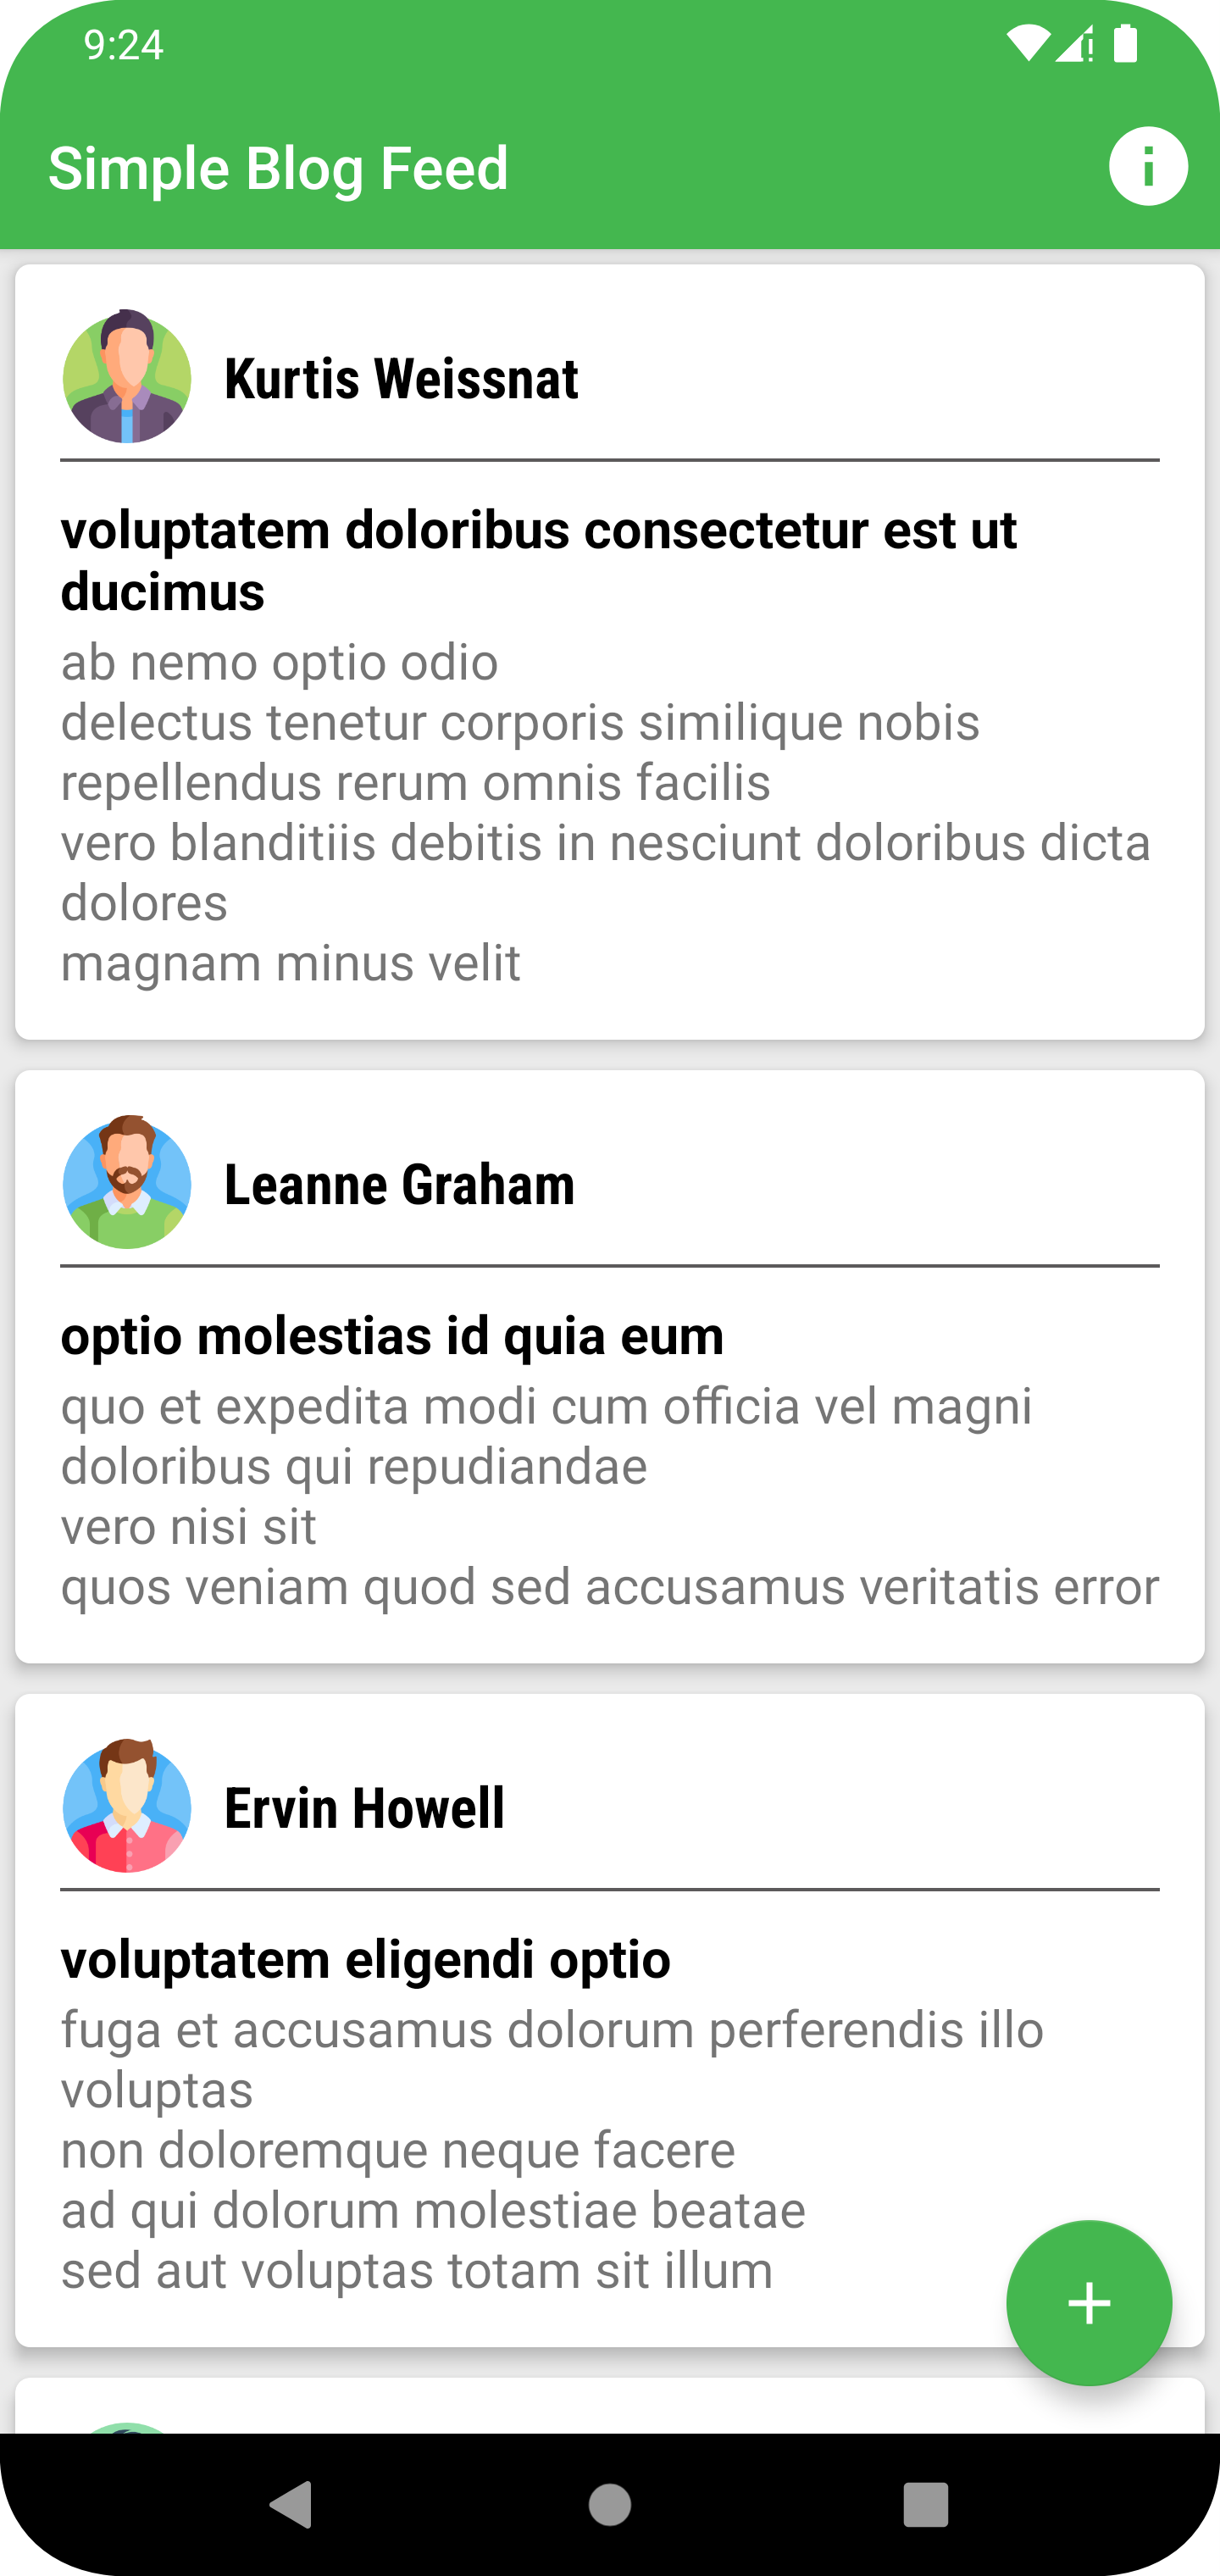 9:24
Simple Blog Feed
Kurtis Weissnat
voluptatem doloribus consectetur est ut
ducimus
ab nemo optio odio
delectus tenetur corporis similique nobis
repellendus rerum omnis facilis
vero blanditiis debitis in nesciunt doloribus dicta
dolores
magnam minus velit
Leanne Graham
optio molestias id quia eum
quo et expedita modi cum officia vel magni
doloribus qui repudiandae
vero nisi sit
quos veniam quod sed accusamus veritatis error
Ervin Howell
voluptatem eligendi optio
fuga et accusamus dolorum perferendis illo
voluptas
non doloremque neque facere
ad qui dolorum molestiae beatae
sed aut voluptas totam sit illum